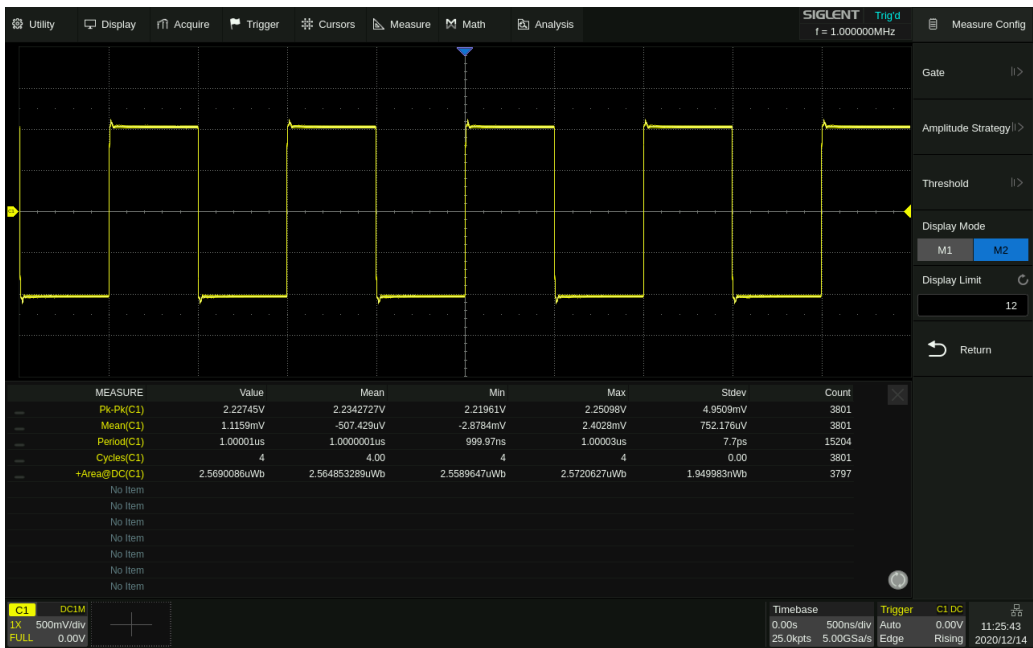 Utility Display Acquire Trigger Cursors Measure Math Analysis SIGLENT Trig'd Measure Config
f = 1.000000MHz
Gate
Amplitude Strategy
Threshold
Display Mode
M1 M2
Display Limit
12
Return
MEASURE Value Mean Min Max Stdev Count
Pk-Pk(C1) 2.22745V 2.2342727V 2.21961V 2.25098V 4.9509mV 3801
Mean(C1) 1.1159mV -507.429uV -2.8784mV 2.4028mV 752.176uV 3801
Period(C1) 1.00001us 1.0000001us 999.97ns 1.00003us 7.7ps 15204
Cycles(C1) 4 4.00 4 4 0.00 3801
+Area@DC(C1) 2.5690086uWb 2.564853289uWb 2.5589647uWb 2.5720627uWb 1.949983nWb 3797
No Item
No Item
No Item
No Item
No Item
No Item
No Item
C1 DC1M Timebase Trigger C1 DC
1X 500mV/div 0.00s 500ns/div Auto 0.00V 11:25:43
FULL 0.00V 25.0kpts 5.00GSa/s Edge Rising 2020/12/14